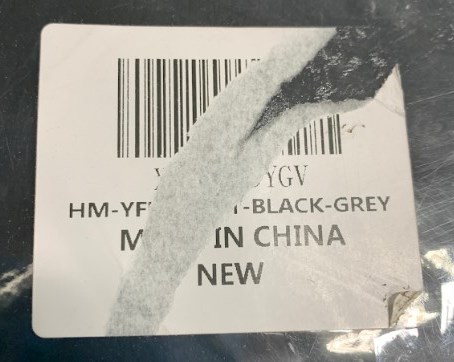 YGV
HM-YF -BLACK-GREY
M IN CHINA
NEW